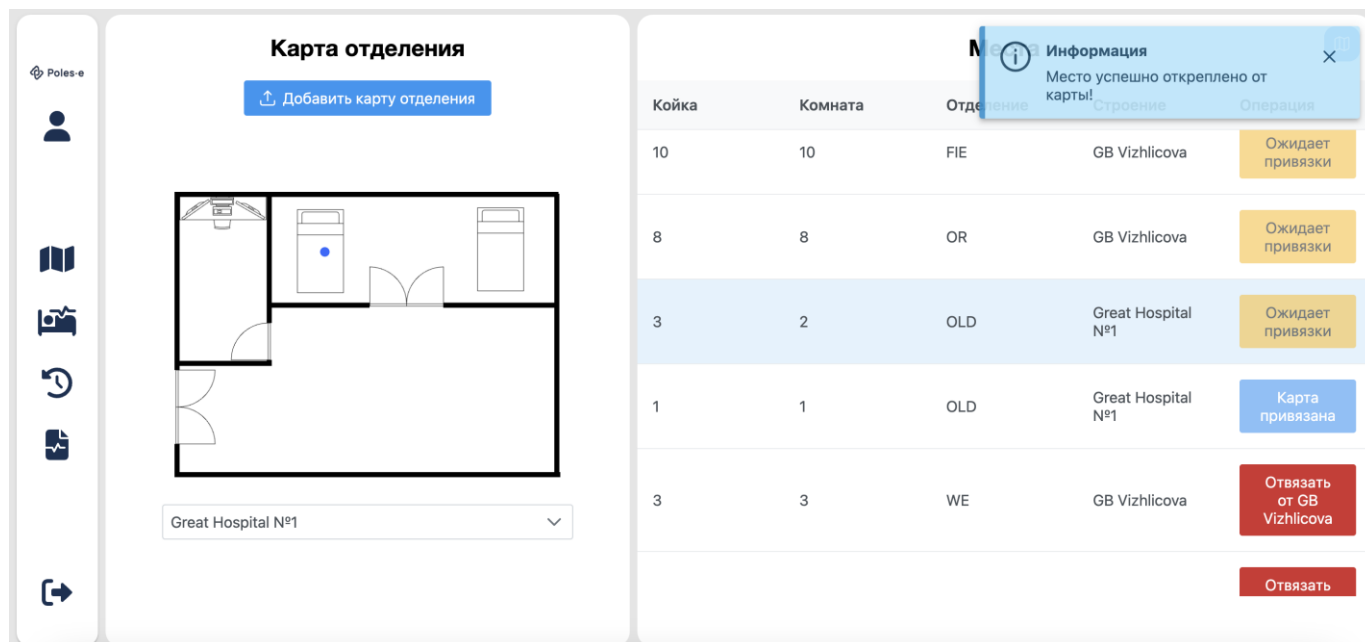 Poles-e
Карта отделения
Добавить карту отделения
Great Hospital №1
Информация
Место успешно откреплено от
карты!
Койка Комната Отделение Строение Операция
10 10 FIE GB Vizhlicova Ожидает
привязки
8 8 OR GB Vizhlicova Ожидает
привязки
3 2 OLD Great Hospital
№1
Ожидает
привязки
1 1 OLD Great Hospital
№1
Карта
привязана
3 3 WE GB Vizhlicova Отвязать
от GB
Vizhlicova
Отвязать